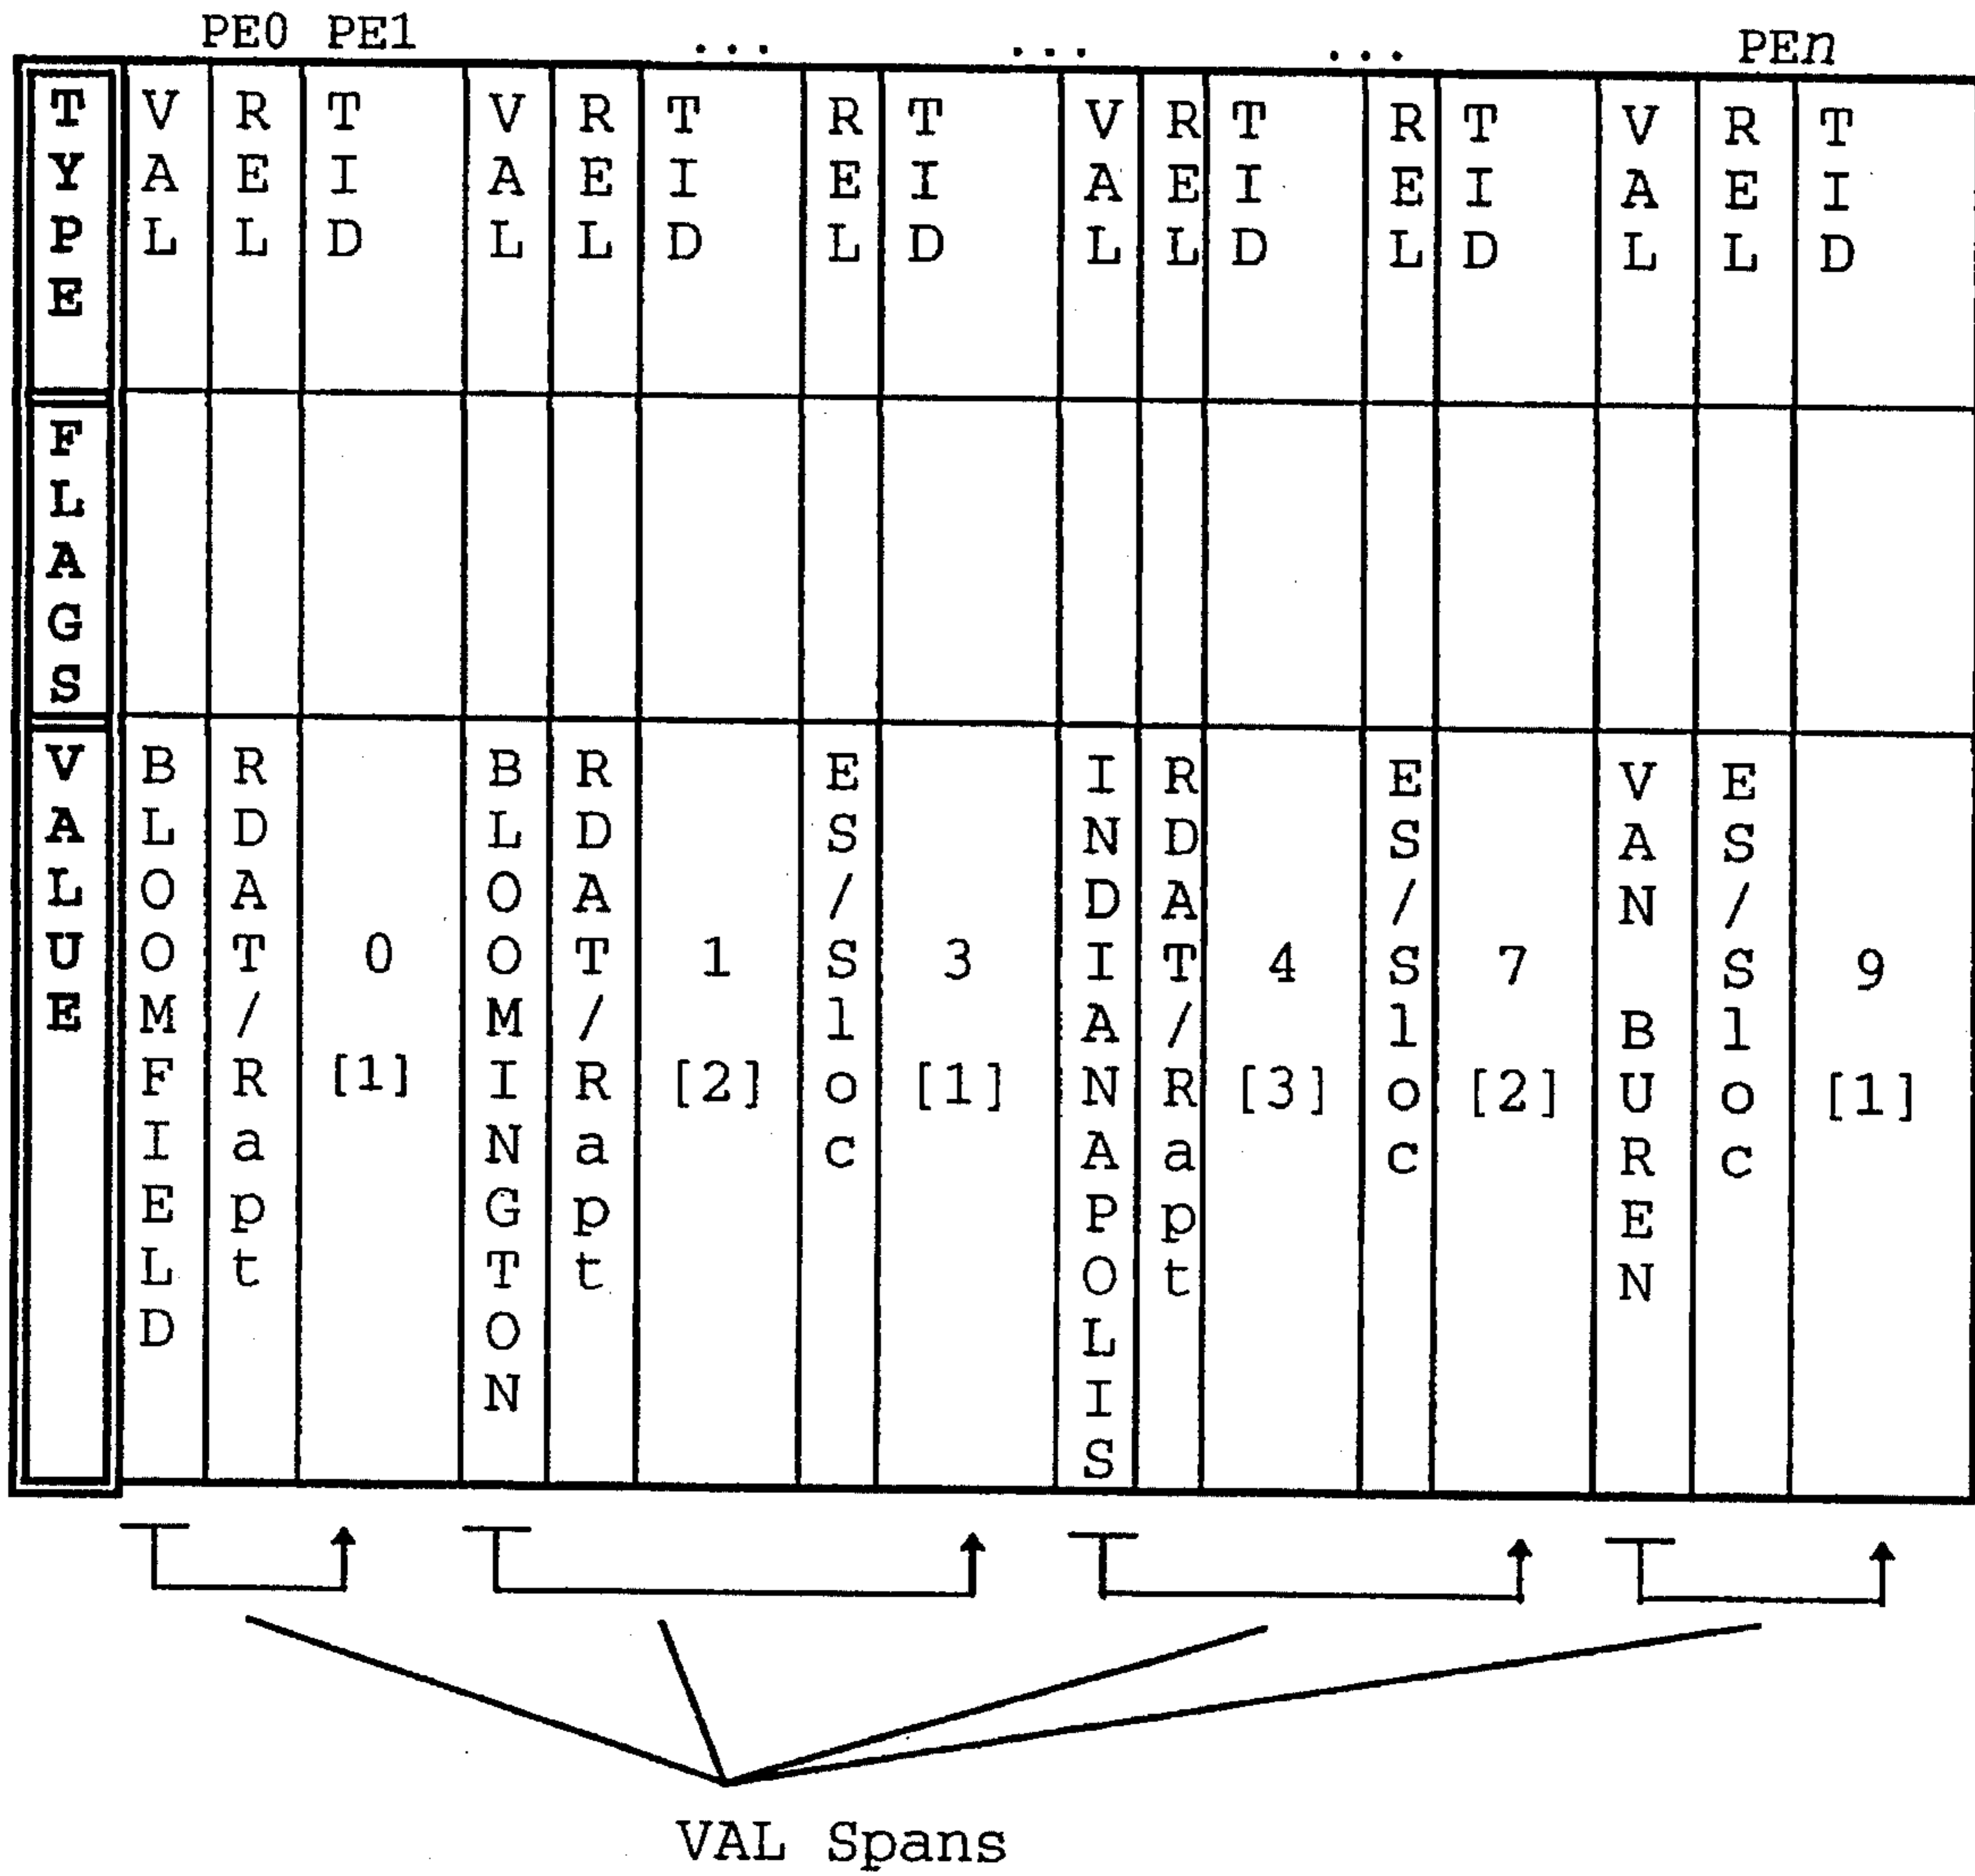 PE0 PE1 ... ... ... PEn
TYPE VAL REL TID VAL REL TID REL TID VAL REL TID REL TID VAL REL TID
FLAGS
VALUE BLOOMFIELD RDAT/Rapt 0 [1] BLOOMINGTON RDAT/Rapt 1 [2] ES/Sloc 3 [1] INDIANAPOLIS RDAT/Rapt 4 [3] ES/Sloc 7 [2] VAN BUREN ES/Sloc 9 [1]
VAL Spans